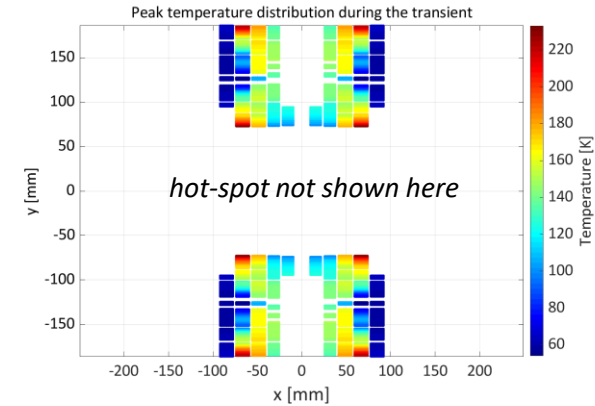 Peak temperature distribution during the transient
150
100
50
0
-50
-100
-150
y [mm]
hot-spot not shown here
-200 -150 -100 -50 0 50 100 150 200
x [mm]
220
200
180
160
140
120
100
80
60
Temperature [K]